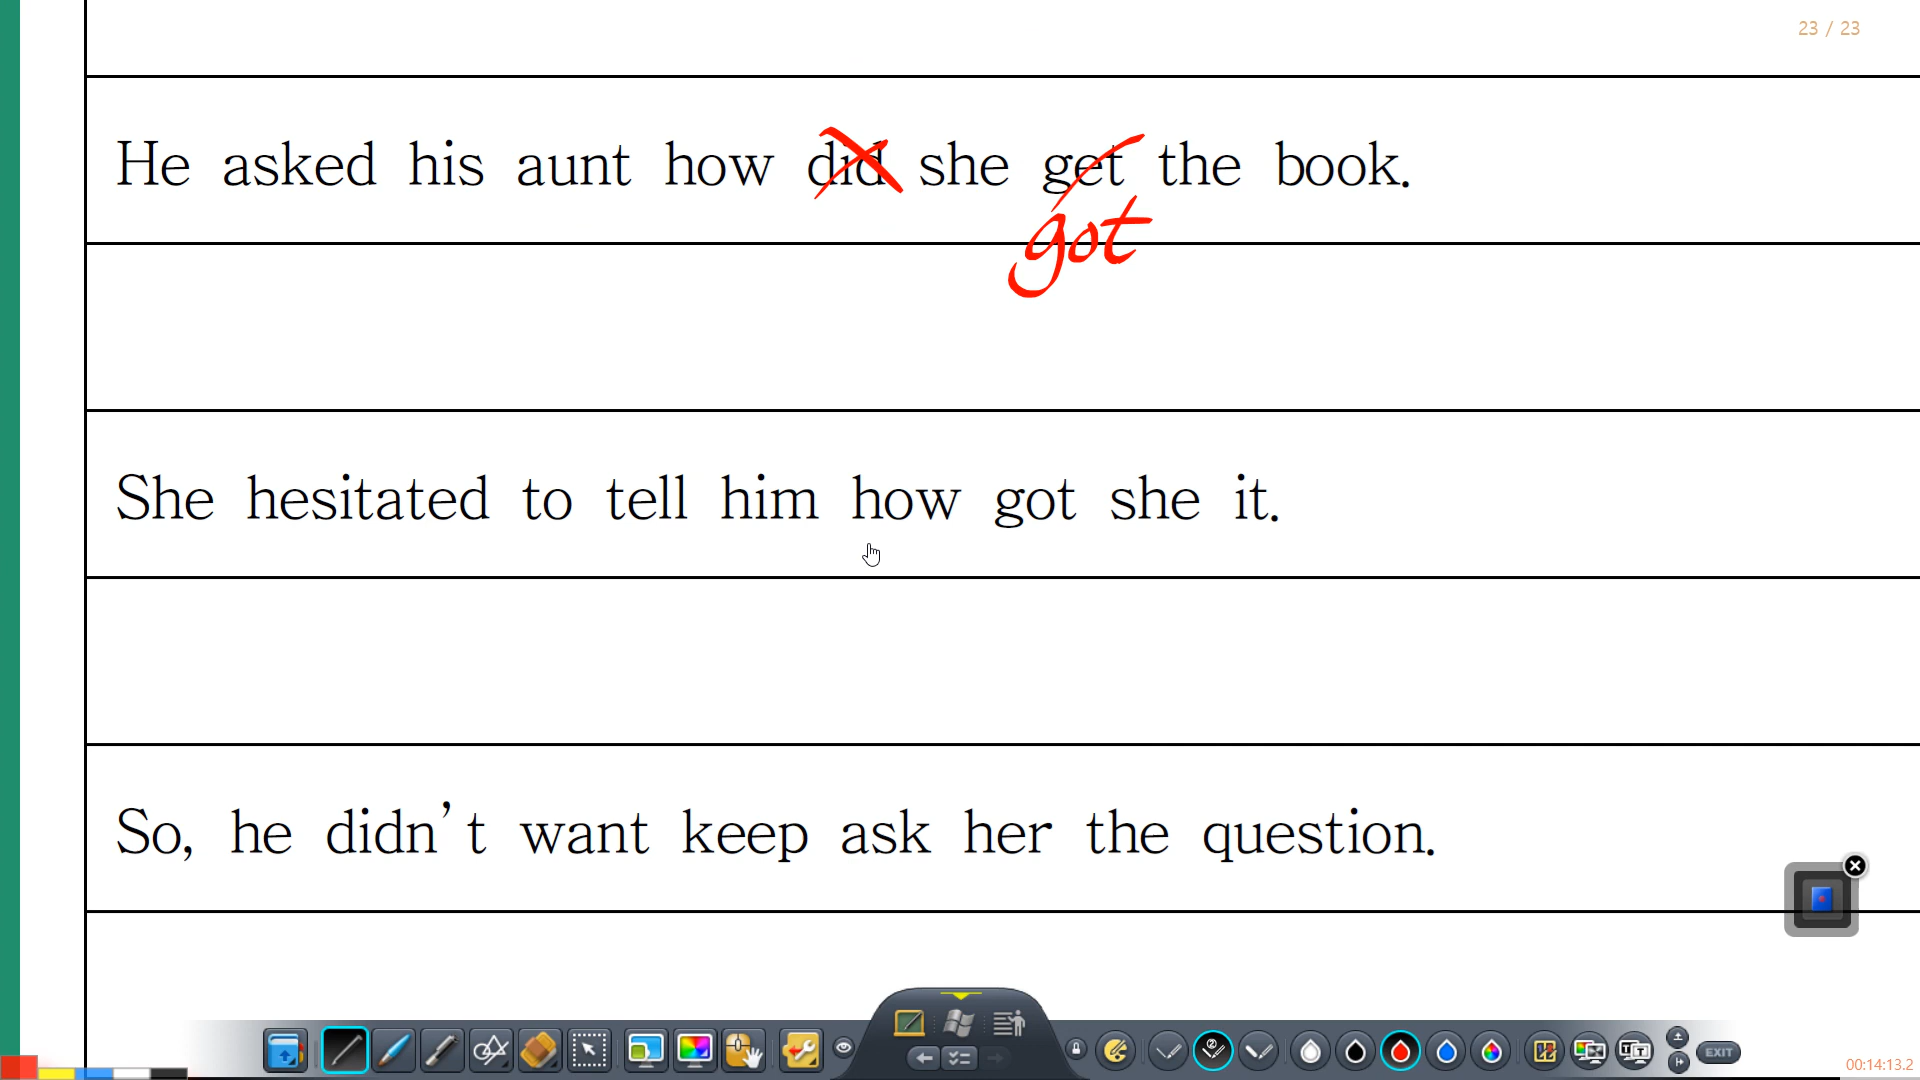 23 / 23
He asked his aunt how did she get the book.
got
She hesitated to tell him how got she it.
So, he didn't want keep ask her the question.
EXIT
00:14:13.2